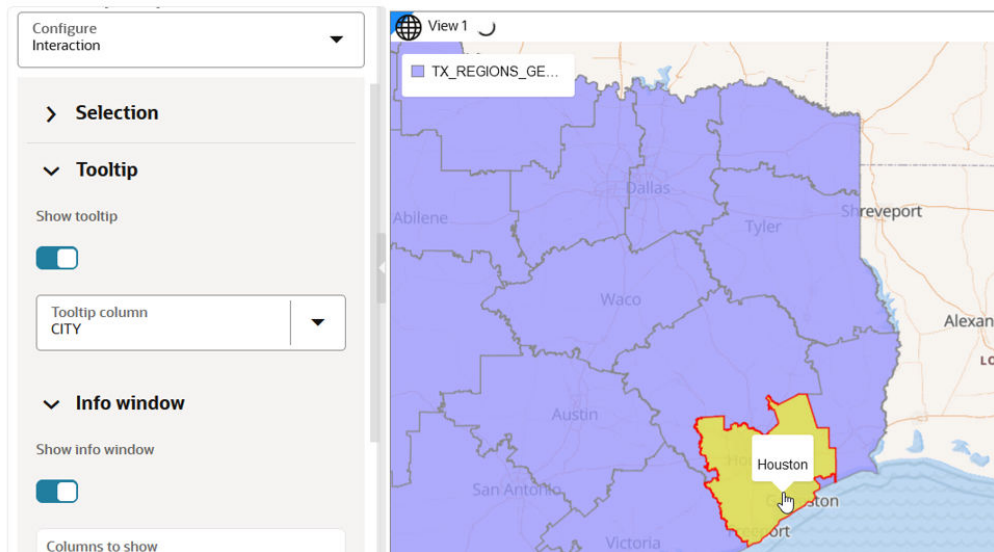 Configure
Interaction
Selection
Tooltip
Show tooltip
Tooltip column
CITY
Info window
Show info window
Columns to show
View 1
TX_REGIONS_GE...
Dallas
Abilene
Tyler
Shreveport
Waco
Alexan
Austin
Houston
San Antonio
Victoria